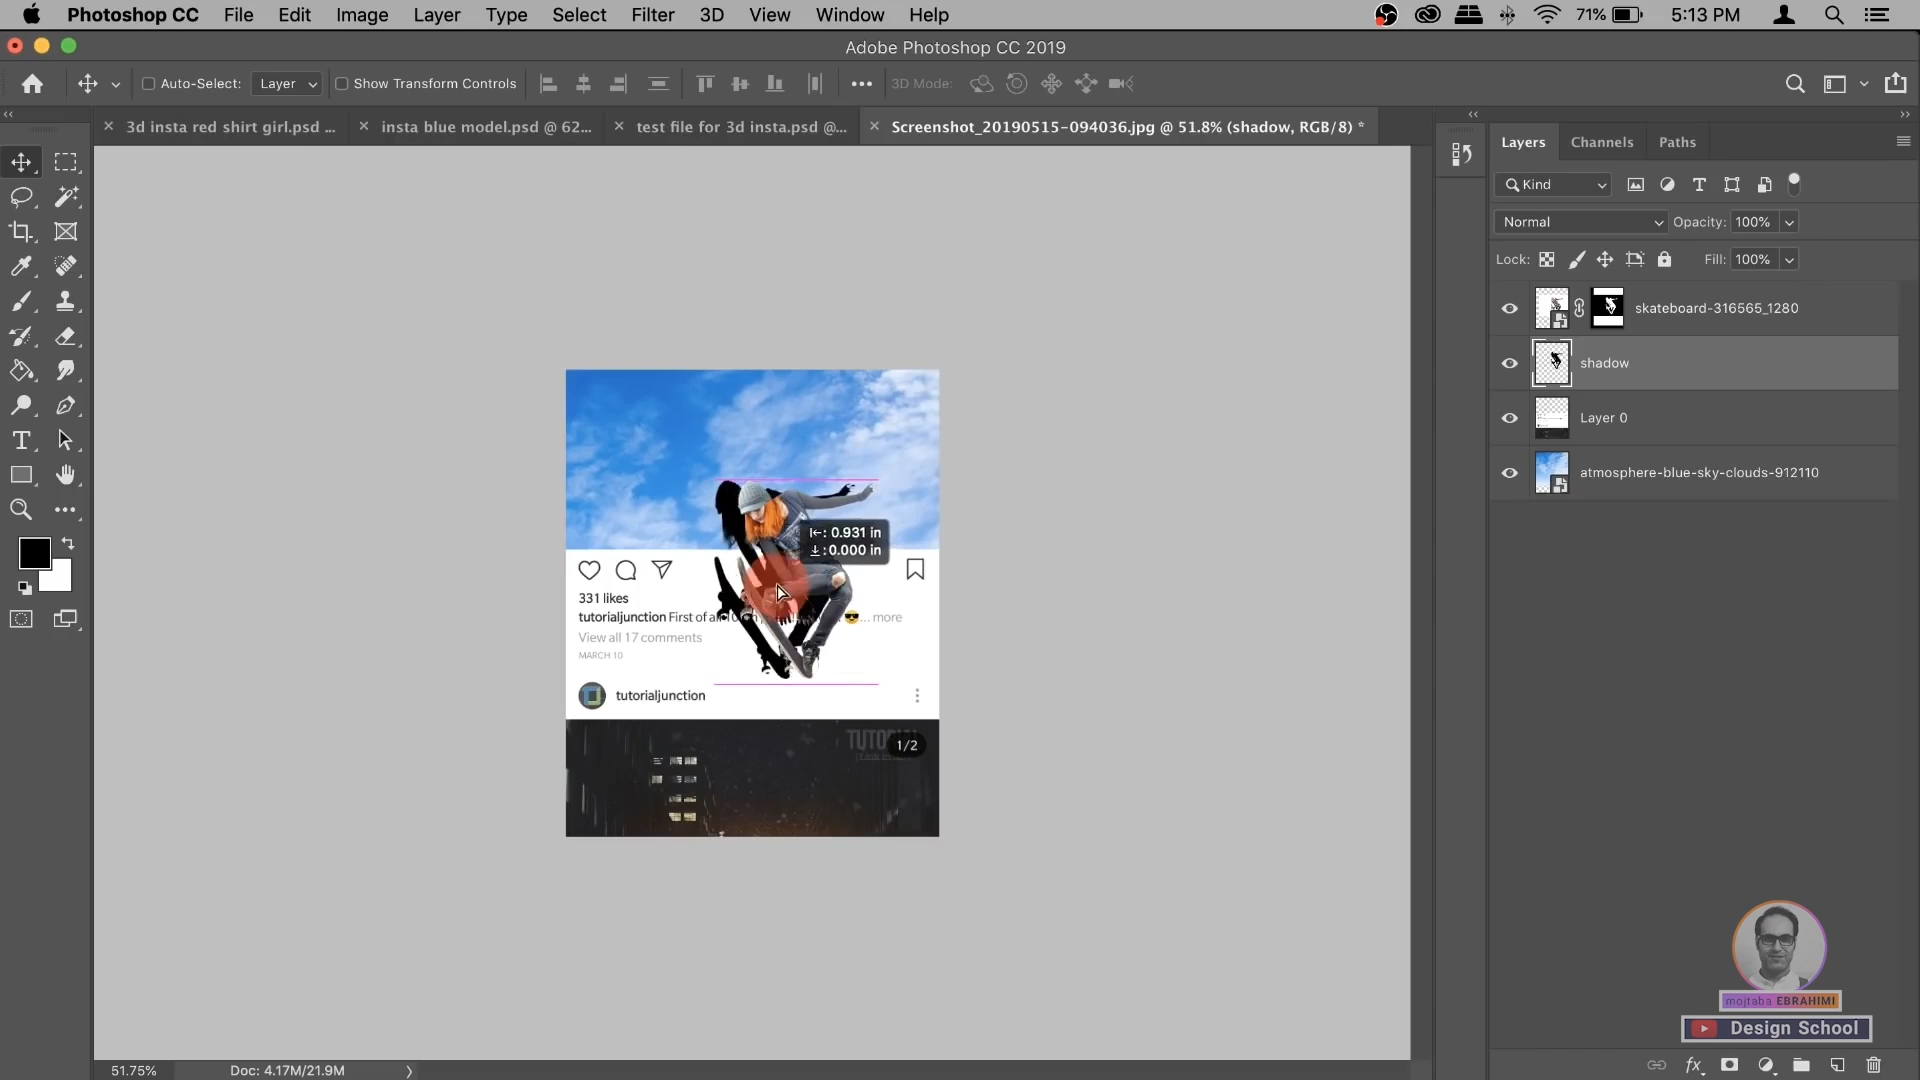 Photoshop CC File Edit Image Layer Type Select Filter 3D View Window Help 71% 5:13 PM
Adobe Photoshop CC 2019
Auto-Select: Layer Show Transform Controls 3D Mode:
3d insta red shirt girl.psd ... insta blue model.psd @ 62... test file for 3d insta.psd @... Screenshot_20190515-094036.jpg @ 51.8% (shadow, RGB/8) *
Layers Channels Paths
Kind
Normal Opacity: 100%
Lock: Fill: 100%
skateboard-316565_1280
shadow
Layer 0
atmosphere-blue-sky-clouds-912110
: 0.931 in
: 0.000 in
331 likes
tutorialjunction First of all ... more
View all 17 comments
MARCH 10
tutorialjunction
1/2
mojtaba EBRAHIMI
Design School
51.75% Doc: 4.17M/21.9M
fx